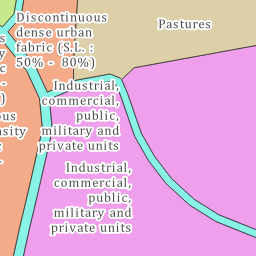 Discontinuous
dense urban
fabric (S.L. :
50% - 80%)
Pastures
Industrial,
commercial,
public,
military and
private units
Industrial,
commercial,
public,
military and
private units